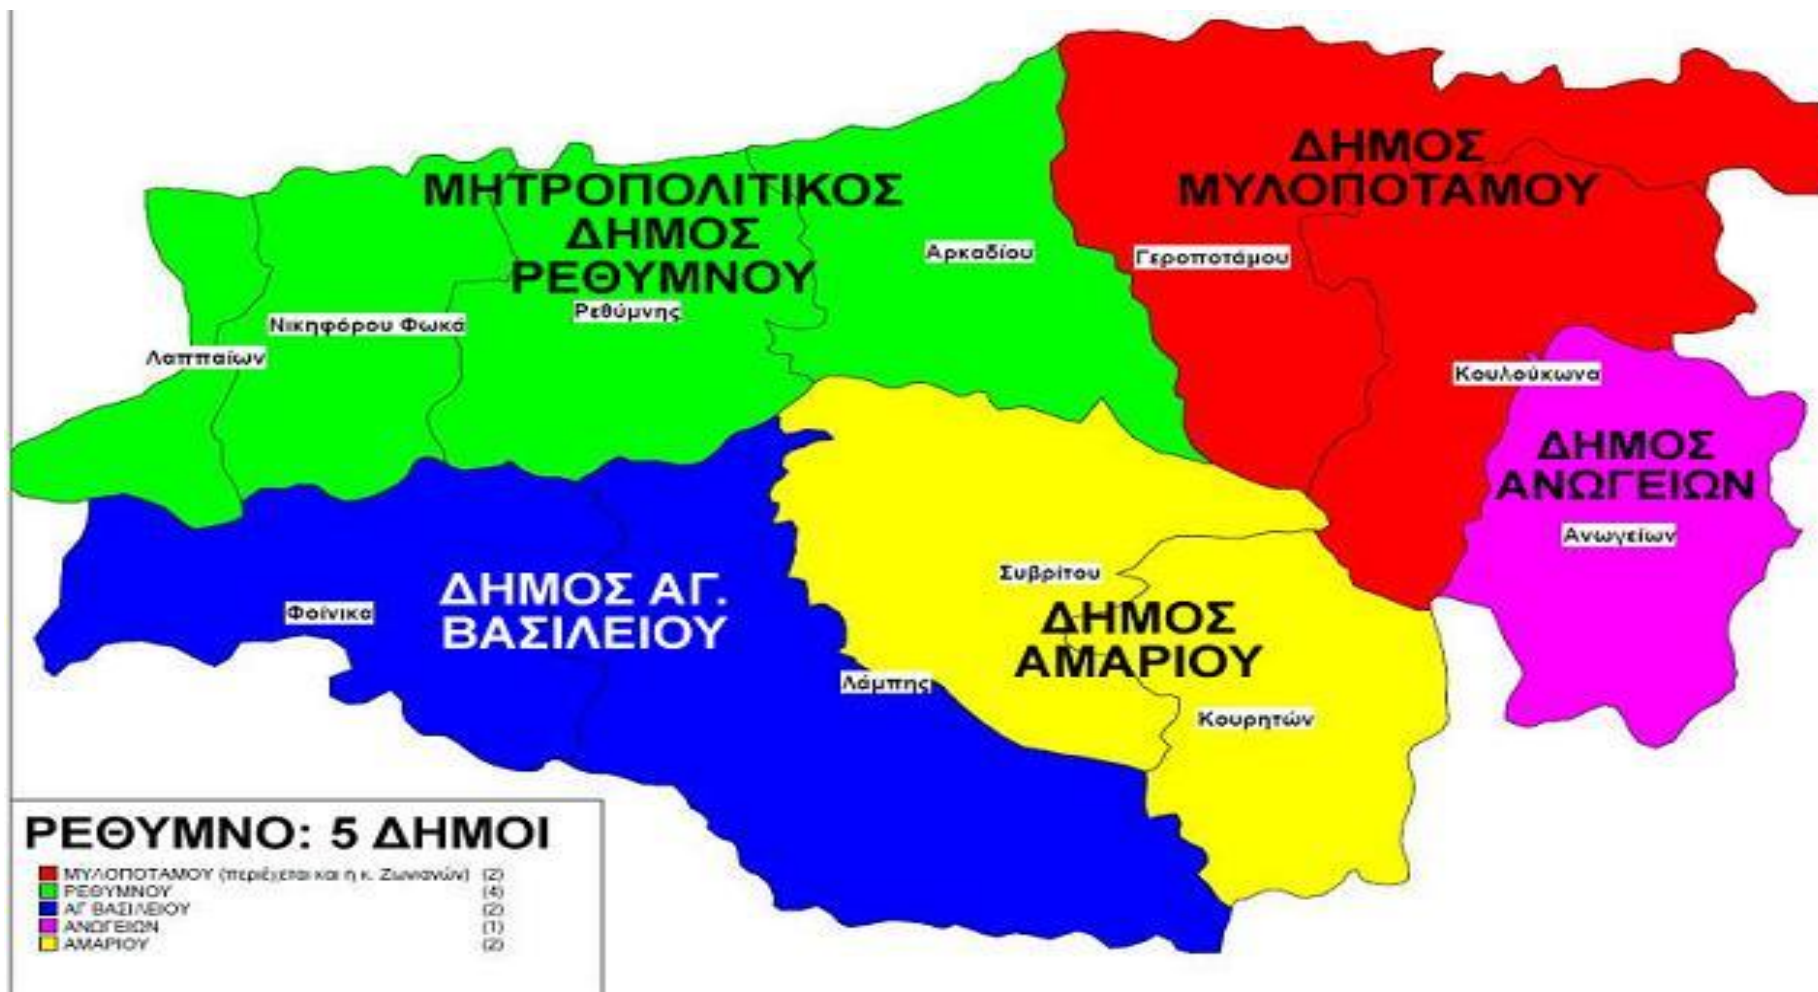 ΔΗΜΟΣ
ΜΥΛΟΠΟΤΑΜΟΥ
ΜΗΤΡΟΠΟΛΙΤΙΚΟΣ
ΔΗΜΟΣ
ΡΕΘΥΜΝΟΥ
Αρκαδίου
Γεροποτάμου
Ρεθύμνης
Νικηφόρου Φωκά
Λαππαίων
Κουλούκωνα
ΔΗΜΟΣ
ΑΝΩΓΕΙΩΝ
Ανωγείων
Συβρίτου
ΔΗΜΟΣ ΑΓ.
ΒΑΣΙΛΕΙΟΥ
Φοίνικα
ΔΗΜΟΣ
ΑΜΑΡΙΟΥ
Λάμπης
Κουρητών
ΡΕΘΥΜΝΟ: 5 ΔΗΜΟΙ
ΜΥΛΟΠΟΤΑΜΟΥ (περιέχεται και η κ. Ζωνιανών) (2)
ΡΕΘΥΜΝΟΥ (4)
ΑΓ ΒΑΣΙΛΕΙΟΥ (2)
ΑΝΩΓΕΙΩΝ (1)
ΑΜΑΡΙΟΥ (2)